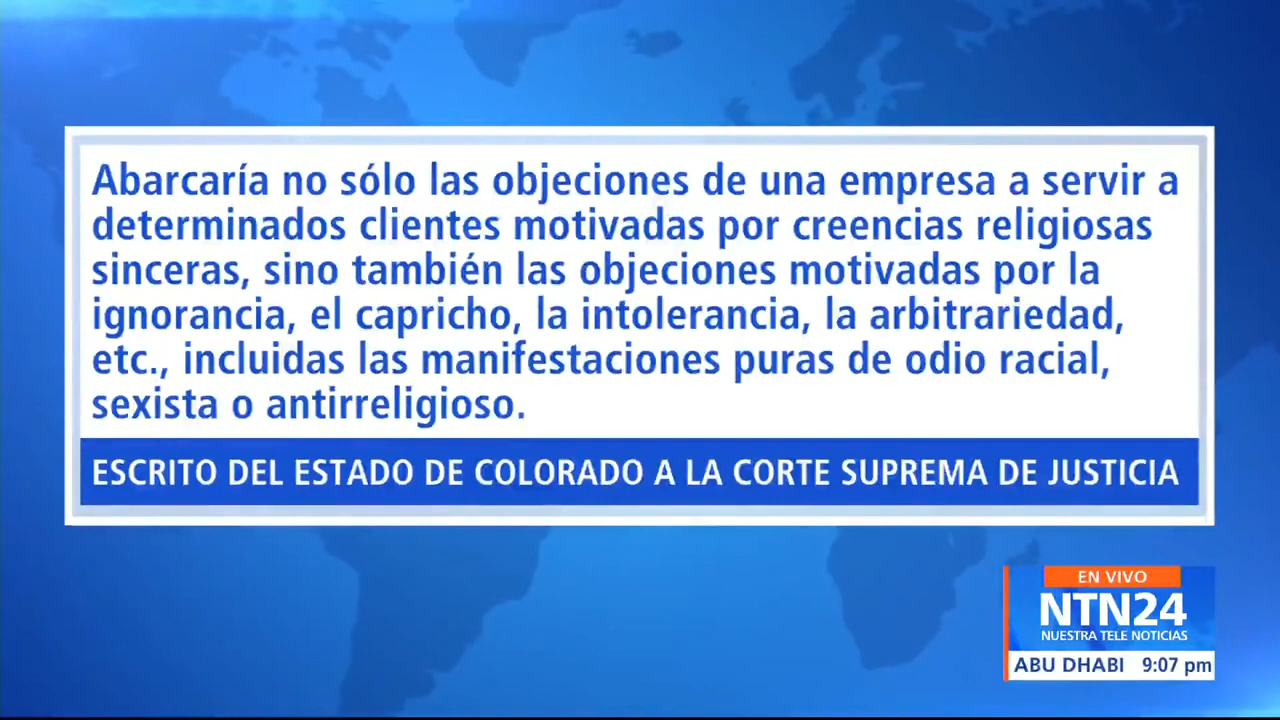 Abarcaría no sólo las objeciones de una empresa a servir a
determinados clientes motivadas por creencias religiosas
sinceras, sino también las objeciones motivadas por la
ignorancia, el capricho, la intolerancia, la arbitrariedad,
etc., incluidas las manifestaciones puras de odio racial,
sexista o antirreligioso.
ESCRITO DEL ESTADO DE COLORADO A LA CORTE SUPREMA DE JUSTICIA
EN VIVO
NTN24
NUESTRA TELE NOTICIAS
ABU DHABI 9:07 pm